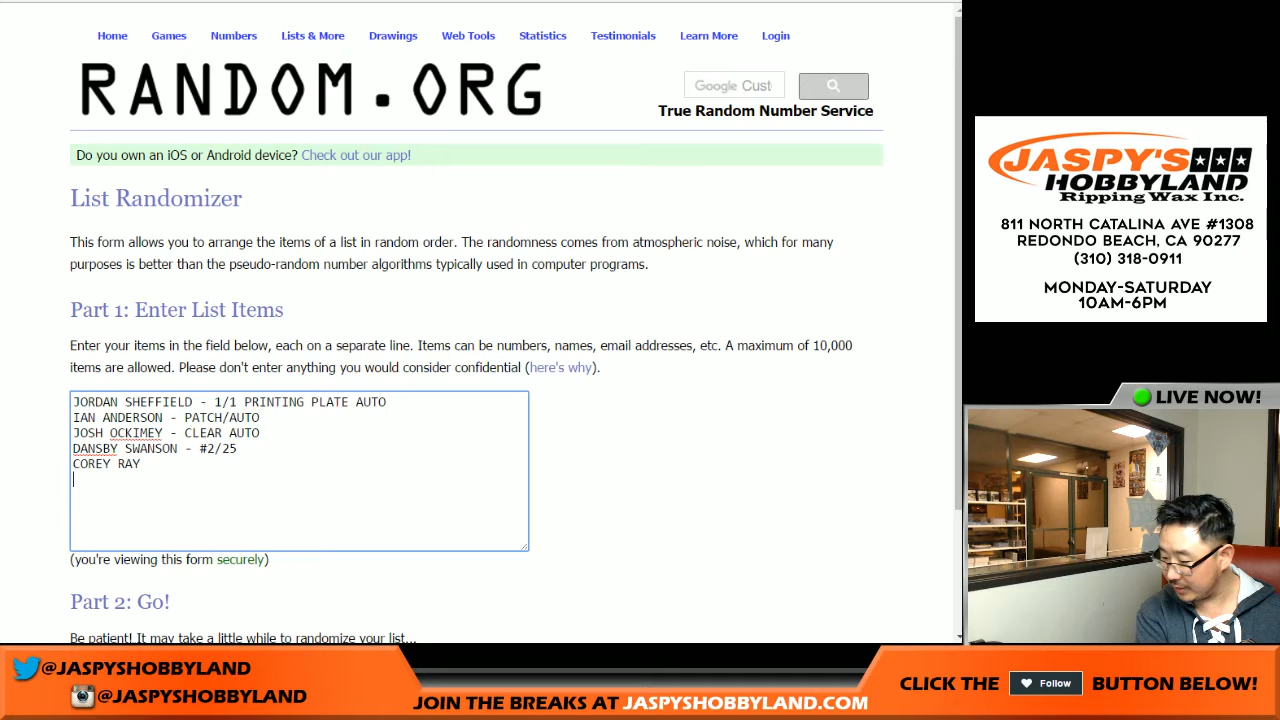 Home Games Numbers Lists & More Drawings Web Tools Statistics Testimonials Learn More Login
RANDOM.ORG
Google Cust
True Random Number Service
Do you own an iOS or Android device? Check out our app!
List Randomizer
This form allows you to arrange the items of a list in random order. The randomness comes from atmospheric noise, which for many
purposes is better than the pseudo-random number algorithms typically used in computer programs.
Part 1: Enter List Items
Enter your items in the field below, each on a separate line. Items can be numbers, names, email addresses, etc. A maximum of 10,000
items are allowed. Please don't enter anything you would consider confidential (here's why).
JORDAN SHEFFIELD - 1/1 PRINTING PLATE AUTO
IAN ANDERSON - PATCH/AUTO
JOSH OCKIMEY - CLEAR AUTO
DANSBY SWANSON - #2/25
COREY RAY
(you're viewing this form securely)
Part 2: Go!
Be patient! It may take a little while to randomize your list...
JASPY'S
HOBBYLAND
Ripping Wax Inc.
811 NORTH CATALINA AVE #1308
REDONDO BEACH, CA 90277
(310) 318-0911
MONDAY-SATURDAY
10AM-6PM
LIVE NOW!
@JASPYSHOBBYLAND
@JASPYSHOBBYLAND
JOIN THE BREAKS AT JASPYSHOBBYLAND.COM
CLICK THE Follow BUTTON BELOW!